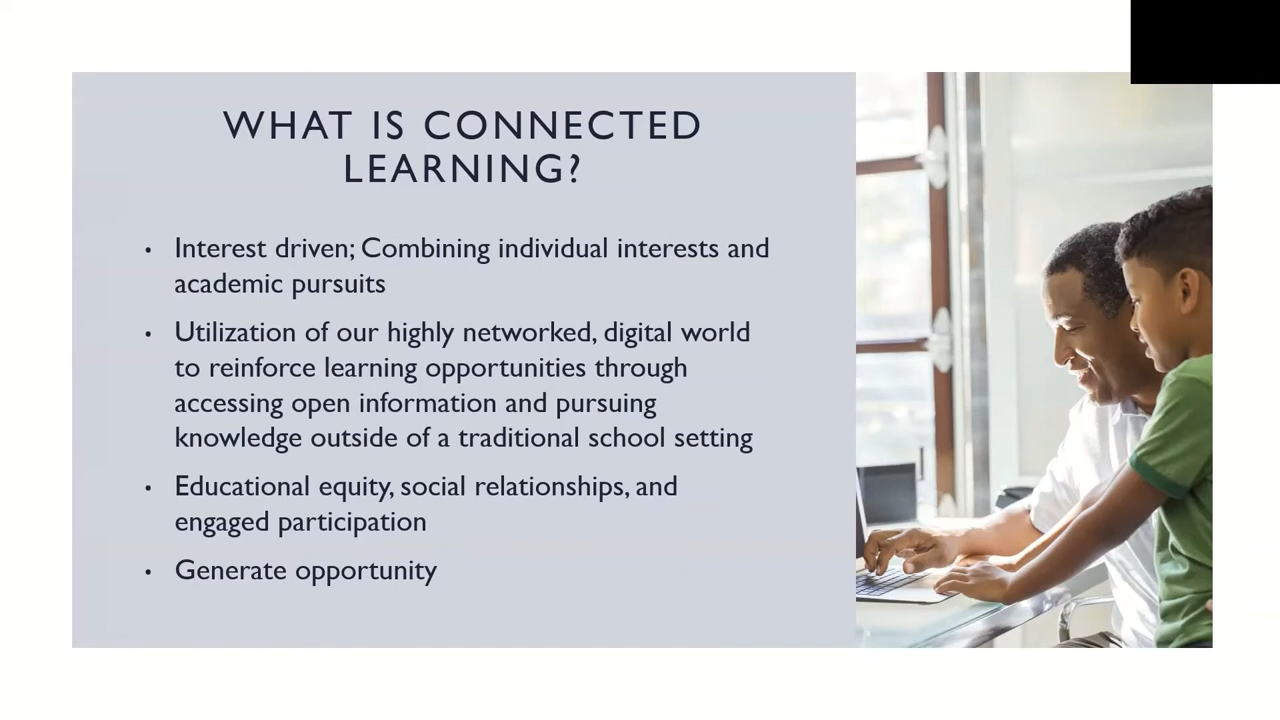 WHAT IS CONNECTED
LEARNING?
• Interest driven; Combining individual interests and
academic pursuits
• Utilization of our highly networked, digital world
to reinforce learning opportunities through
accessing open information and pursuing
knowledge outside of a traditional school setting
• Educational equity, social relationships, and
engaged participation
• Generate opportunity